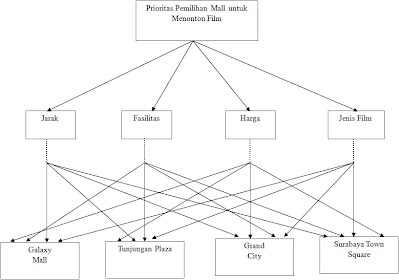 Prioritas Pemilihan Mall untuk
Menonton Film
Jarak
Fasilitas
Harga
Jenis Film
Galaxy
Mall
Tunjungan Plaza
Grand
City
Surabaya Town
Square